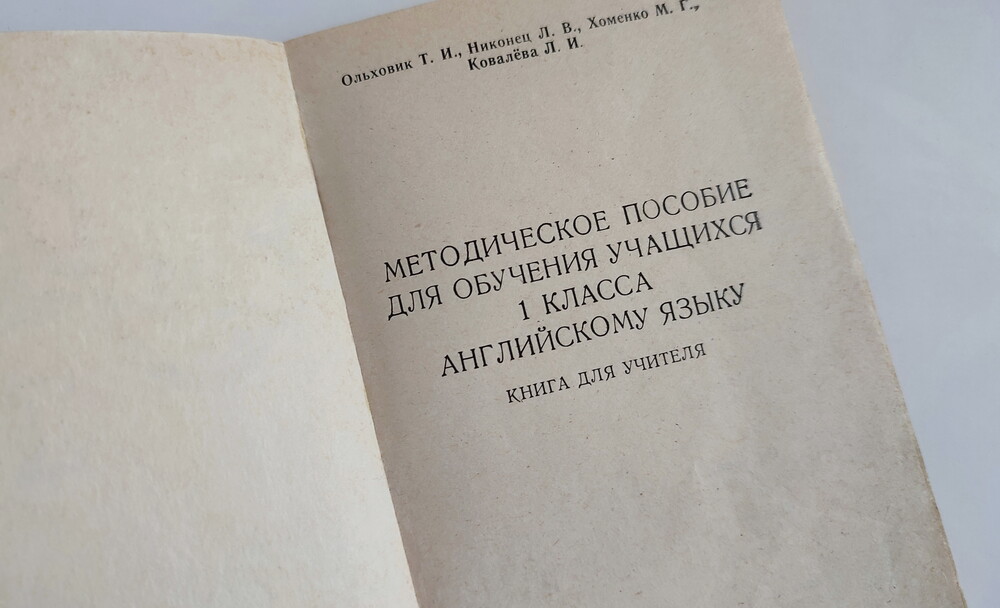 Ольховик Т. И., Никонец Л. В., Хоменко М. Г.,
Ковалёва Л. И.
МЕТОДИЧЕСКОЕ ПОСОБИЕ
ДЛЯ ОБУЧЕНИЯ УЧАЩИХСЯ
1 КЛАССА
АНГЛИЙСКОМУ ЯЗЫКУ
КНИГА ДЛЯ УЧИТЕЛЯ